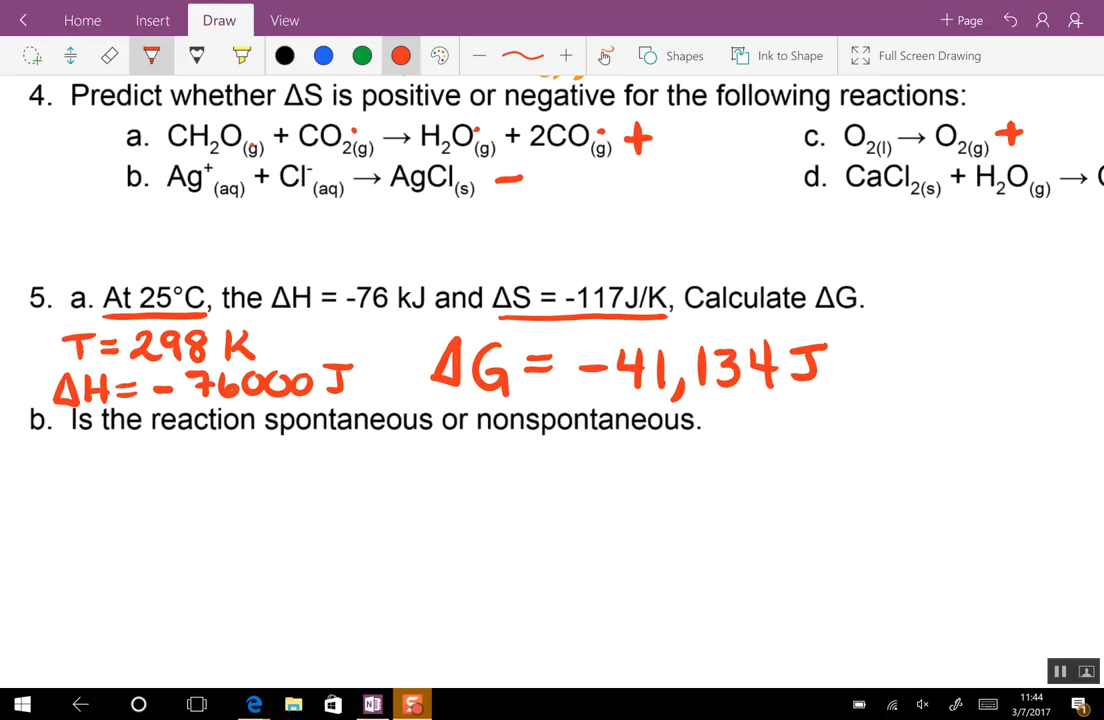 Home Insert Draw View + Page
Shapes Ink to Shape Full Screen Drawing
4. Predict whether ΔS is positive or negative for the following reactions:
a. CH₂O(g) + CO₂(g) → H₂O(g) + 2CO(g) + c. O₂(l) → O₂(g) +
b. Ag⁺(aq) + Cl⁻(aq) → AgCl(s) − d. CaCl₂(s) + H₂O(g) →
5. a. At 25°C, the ΔH = -76 kJ and ΔS = -117J/K, Calculate ΔG.
T = 298 K
ΔH = -76000 J
ΔG = -41,134 J
b. Is the reaction spontaneous or nonspontaneous.
11:44
3/7/2017